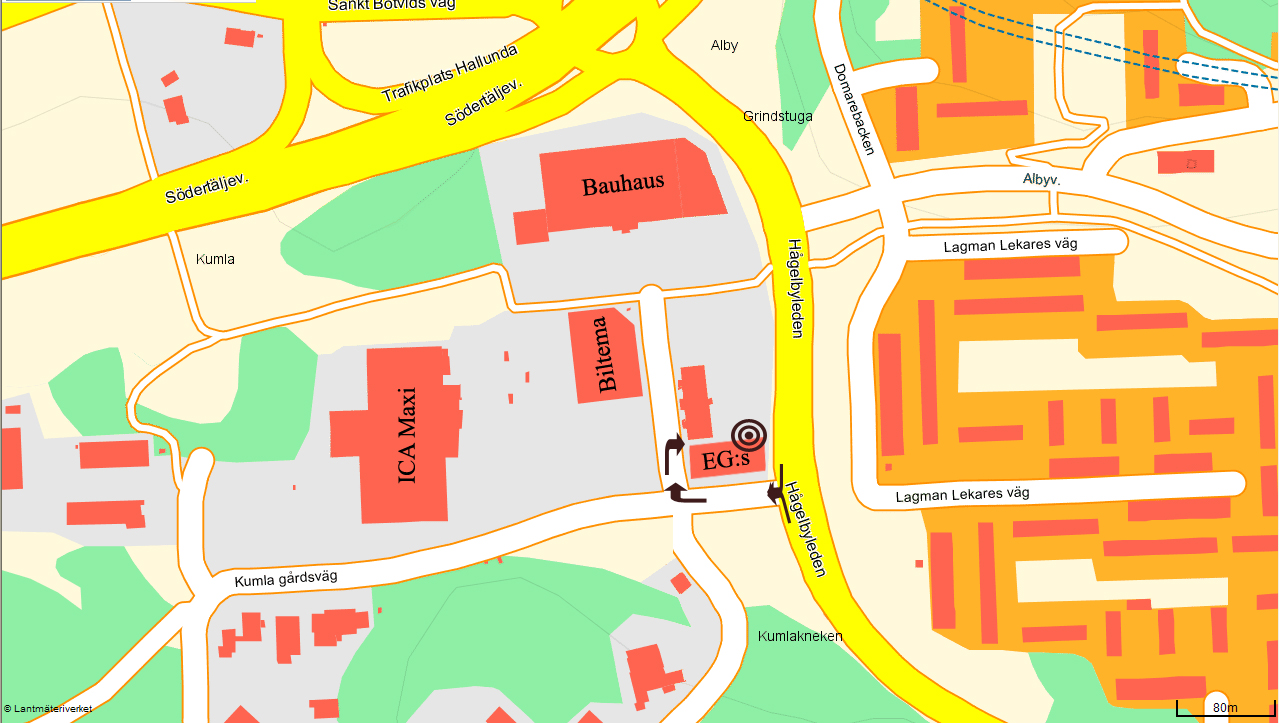 Sankt Botvids väg
Trafikplats Hallunda
Södertäljev.
Alby
Grindstuga
Domarebacken
Södertäljev.
Bauhaus
Albyv.
Kumla
Hågelbyleden
Lagman Lekares väg
Biltema
ICA Maxi
EG:s
Hågelbyleden
Lagman Lekares väg
Kumla gårdsväg
Kumlakneken
© Lantmäteriverket
80m